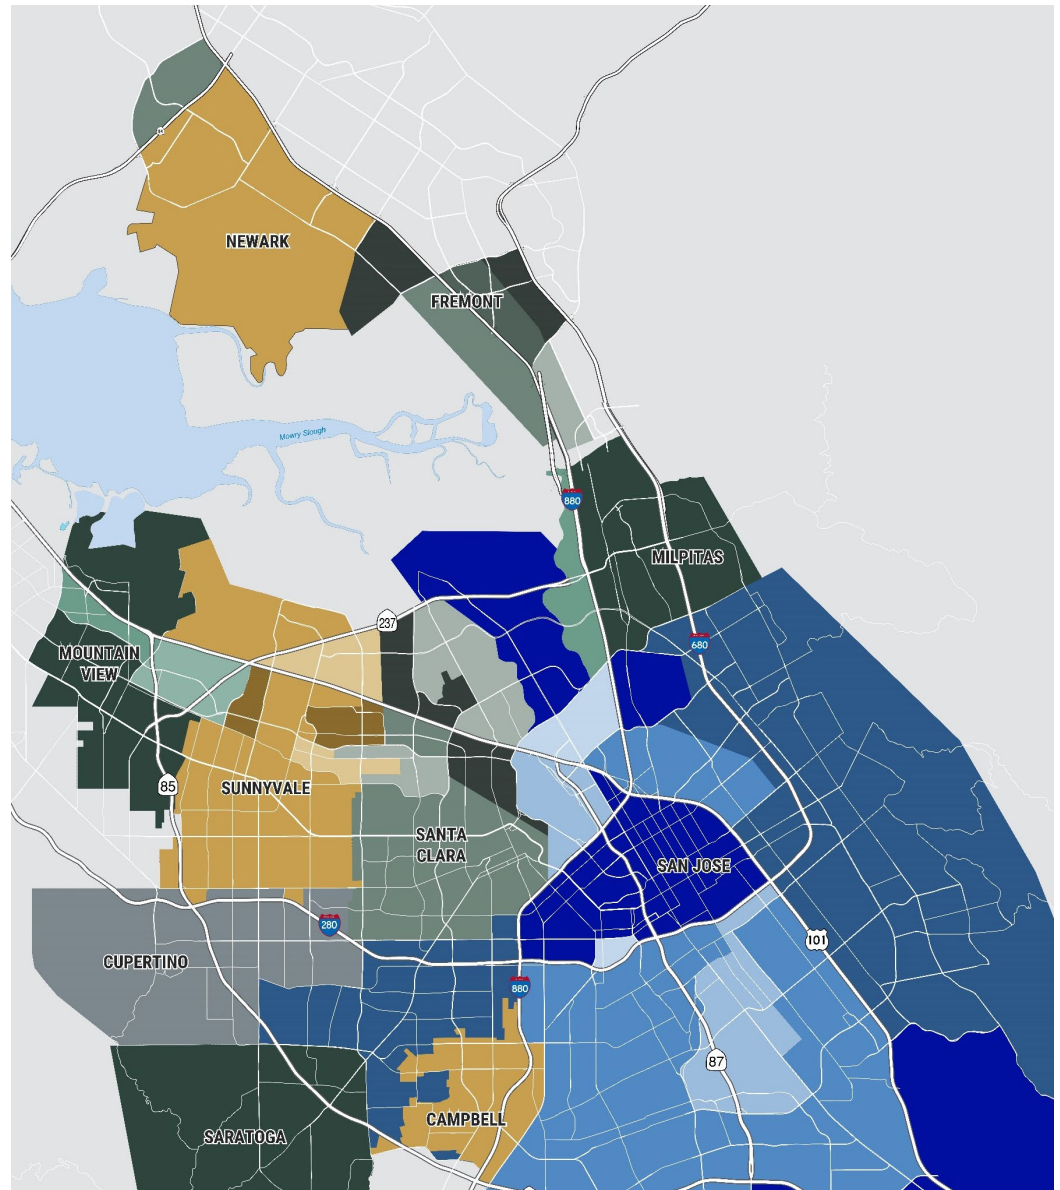 NEWARK
FREMONT
Mowry Slough
880
MILPITAS
237
680
MOUNTAIN
VIEW
85
SUNNYVALE
SANTA
CLARA
SAN JOSE
280
101
CUPERTINO
880
87
CAMPBELL
SARATOGA